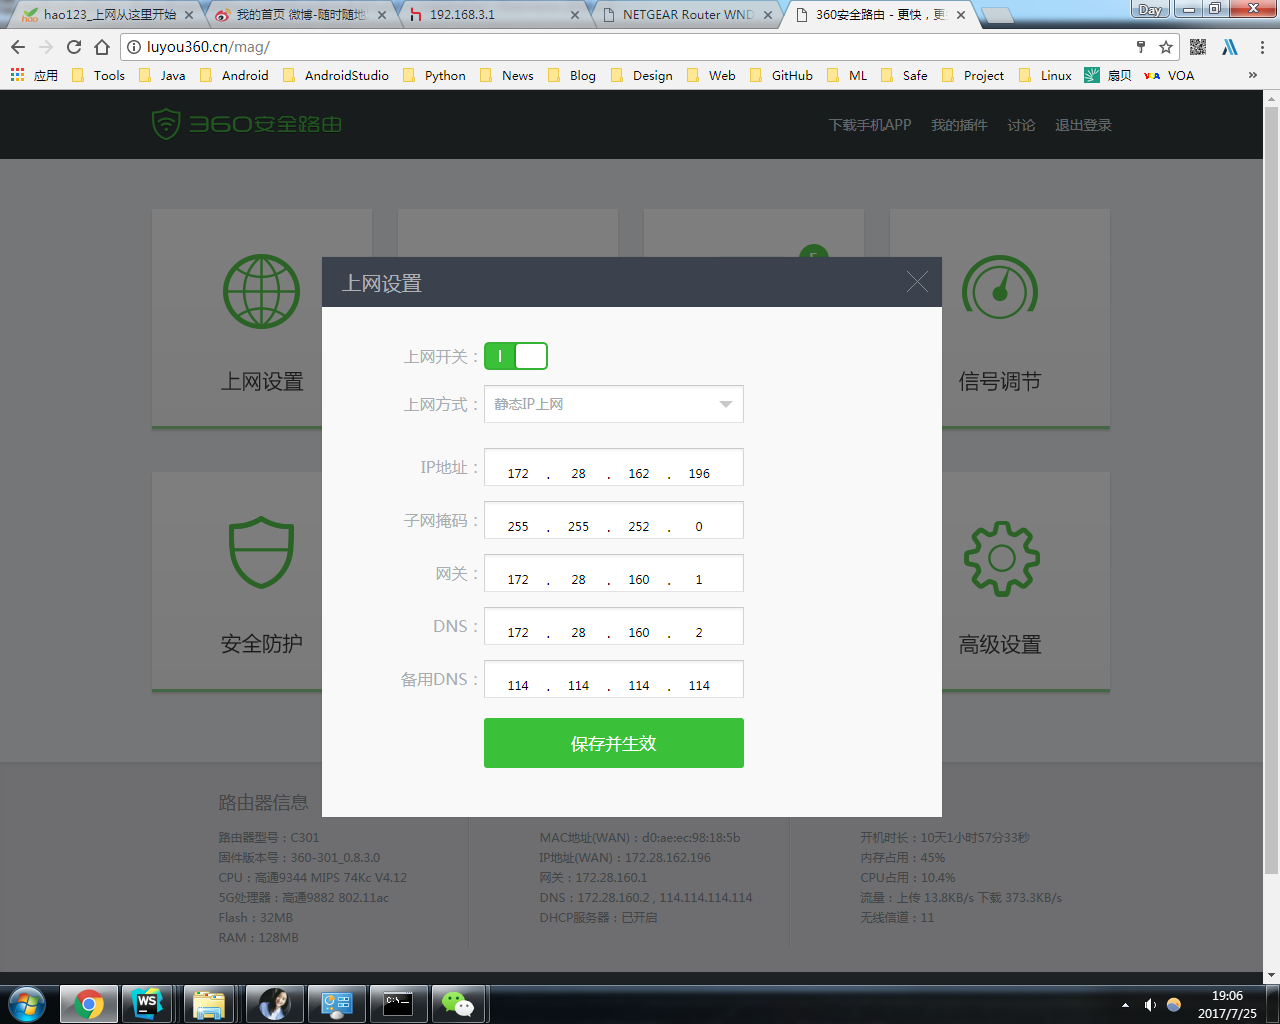 hao123_上网从这里开始
我的首页 微博-随时随地
192.168.3.1
NETGEAR Router WND
360安全路由 - 更快，更
Day
luyou360.cn/mag/
应用
Tools
Java
Android
AndroidStudio
Python
News
Blog
Design
Web
GitHub
ML
Safe
Project
Linux
扇贝
VOA
VOA
»
360安全路由
下载手机APP
我的插件
讨论
退出登录
上网设置
信号调节
安全防护
高级设置
上网设置
上网开关：
上网方式：
静态IP上网
IP地址：
172 . 28 . 162 . 196
子网掩码：
255 . 255 . 252 . 0
网关：
172 . 28 . 160 . 1
DNS：
172 . 28 . 160 . 2
备用DNS：
114 . 114 . 114 . 114
保存并生效
路由器信息
路由器型号：C301
固件版本号：360-301_0.8.3.0
CPU：高通9344 MIPS 74Kc V4.12
5G处理器：高通9882 802.11ac
Flash：32MB
RAM：128MB
MAC地址(WAN)：d0:ae:ec:98:18:5b
IP地址(WAN)：172.28.162.196
网关：172.28.160.1
DNS：172.28.160.2 , 114.114.114.114
DHCP服务器：已开启
开机时长：10天1小时57分33秒
内存占用：45%
CPU占用：10.4%
流量：上传 13.8KB/s 下载 373.3KB/s
无线信道：11
WS
C:\.
19:06
2017/7/25